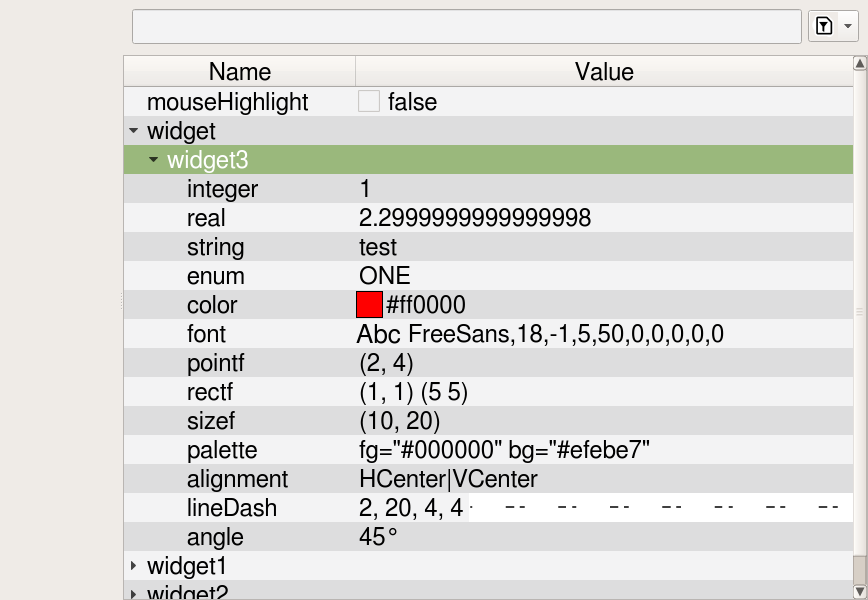 Name Value
mouseHighlight false
widget
widget3
integer 1
real 2.2999999999999998
string test
enum ONE
color #ff0000
font Abc FreeSans,18,-1,5,50,0,0,0,0,0
pointf (2, 4)
rectf (1, 1) (5 5)
sizef (10, 20)
palette fg="#000000" bg="#efebe7"
alignment HCenter|VCenter
lineDash 2, 20, 4, 4
angle 45°
widget1
widget2